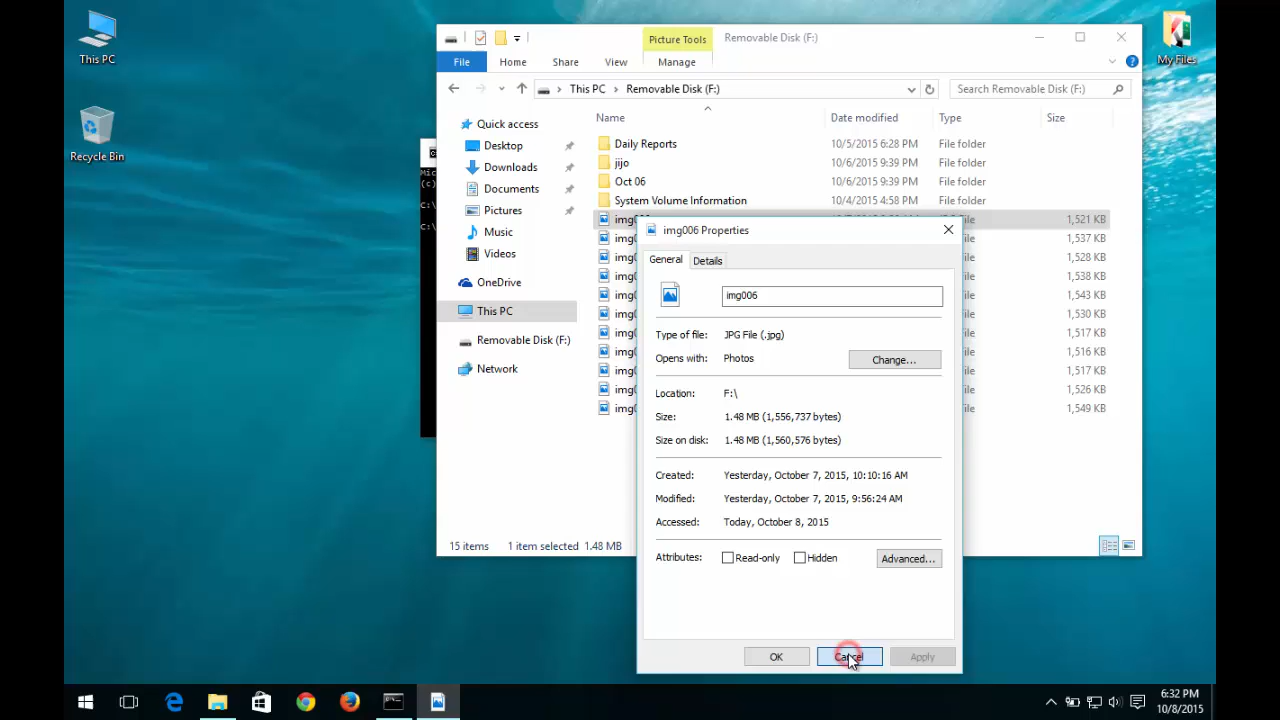 This PC
Recycle Bin
My Files
Picture Tools
Removable Disk (F:)
File
Home
Share
View
Manage
This PC
Removable Disk (F:)
Search Removable Disk (F:)
Name
Date modified
Type
Size
Quick access
Desktop
Downloads
Documents
Pictures
Music
Videos
OneDrive
This PC
Removable Disk (F:)
Network
Daily Reports 10/5/2015 6:28 PM File folder
jijo 10/6/2015 9:39 PM File folder
Oct 06 10/6/2015 9:39 PM File folder
System Volume Information 10/4/2015 4:58 PM File folder
1,521 KB
1,537 KB
1,528 KB
1,538 KB
1,543 KB
1,530 KB
1,517 KB
1,516 KB
1,517 KB
1,526 KB
1,549 KB
15 items 1 item selected 1.48 MB
img006 Properties
General
Details
img006
Type of file: JPG File (.jpg)
Opens with: Photos
Change...
Location: F:\
Size: 1.48 MB (1,556,737 bytes)
Size on disk: 1.48 MB (1,560,576 bytes)
Created: Yesterday, October 7, 2015, 10:10:16 AM
Modified: Yesterday, October 7, 2015, 9:56:24 AM
Accessed: Today, October 8, 2015
Attributes: Read-only Hidden
Advanced...
OK
Cancel
Apply
6:32 PM
10/8/2015